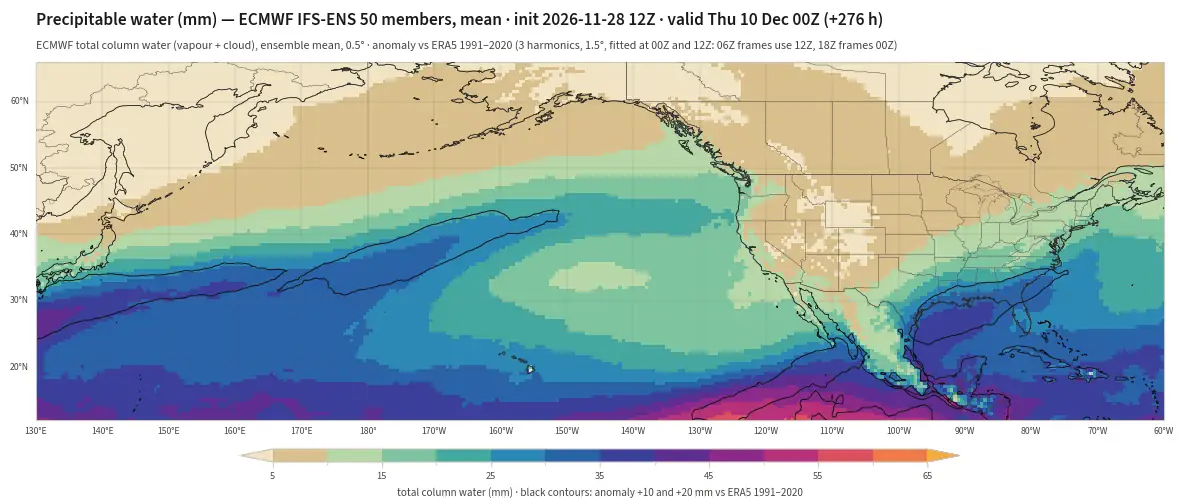 Precipitable water (mm) — ECMWF IFS-ENS 50 members, mean · init 2026-11-28 12Z · valid Thu 10 Dec 00Z (+276 h)
ECMWF total column water (vapour + cloud), ensemble mean, 0.5° · anomaly vs ERA5 1991–2020 (3 harmonics, 1.5°, fitted at 00Z and 12Z: 06Z frames use 12Z, 18Z frames 00Z)
60°N
50°N
40°N
30°N
20°N
130°E 140°E 150°E 160°E 170°E 180° 170°W 160°W 150°W 140°W 130°W 120°W 110°W 100°W 90°W 80°W 70°W 60°W
5 15 25 35 45 55 65
total column water (mm) · black contours: anomaly +10 and +20 mm vs ERA5 1991–2020